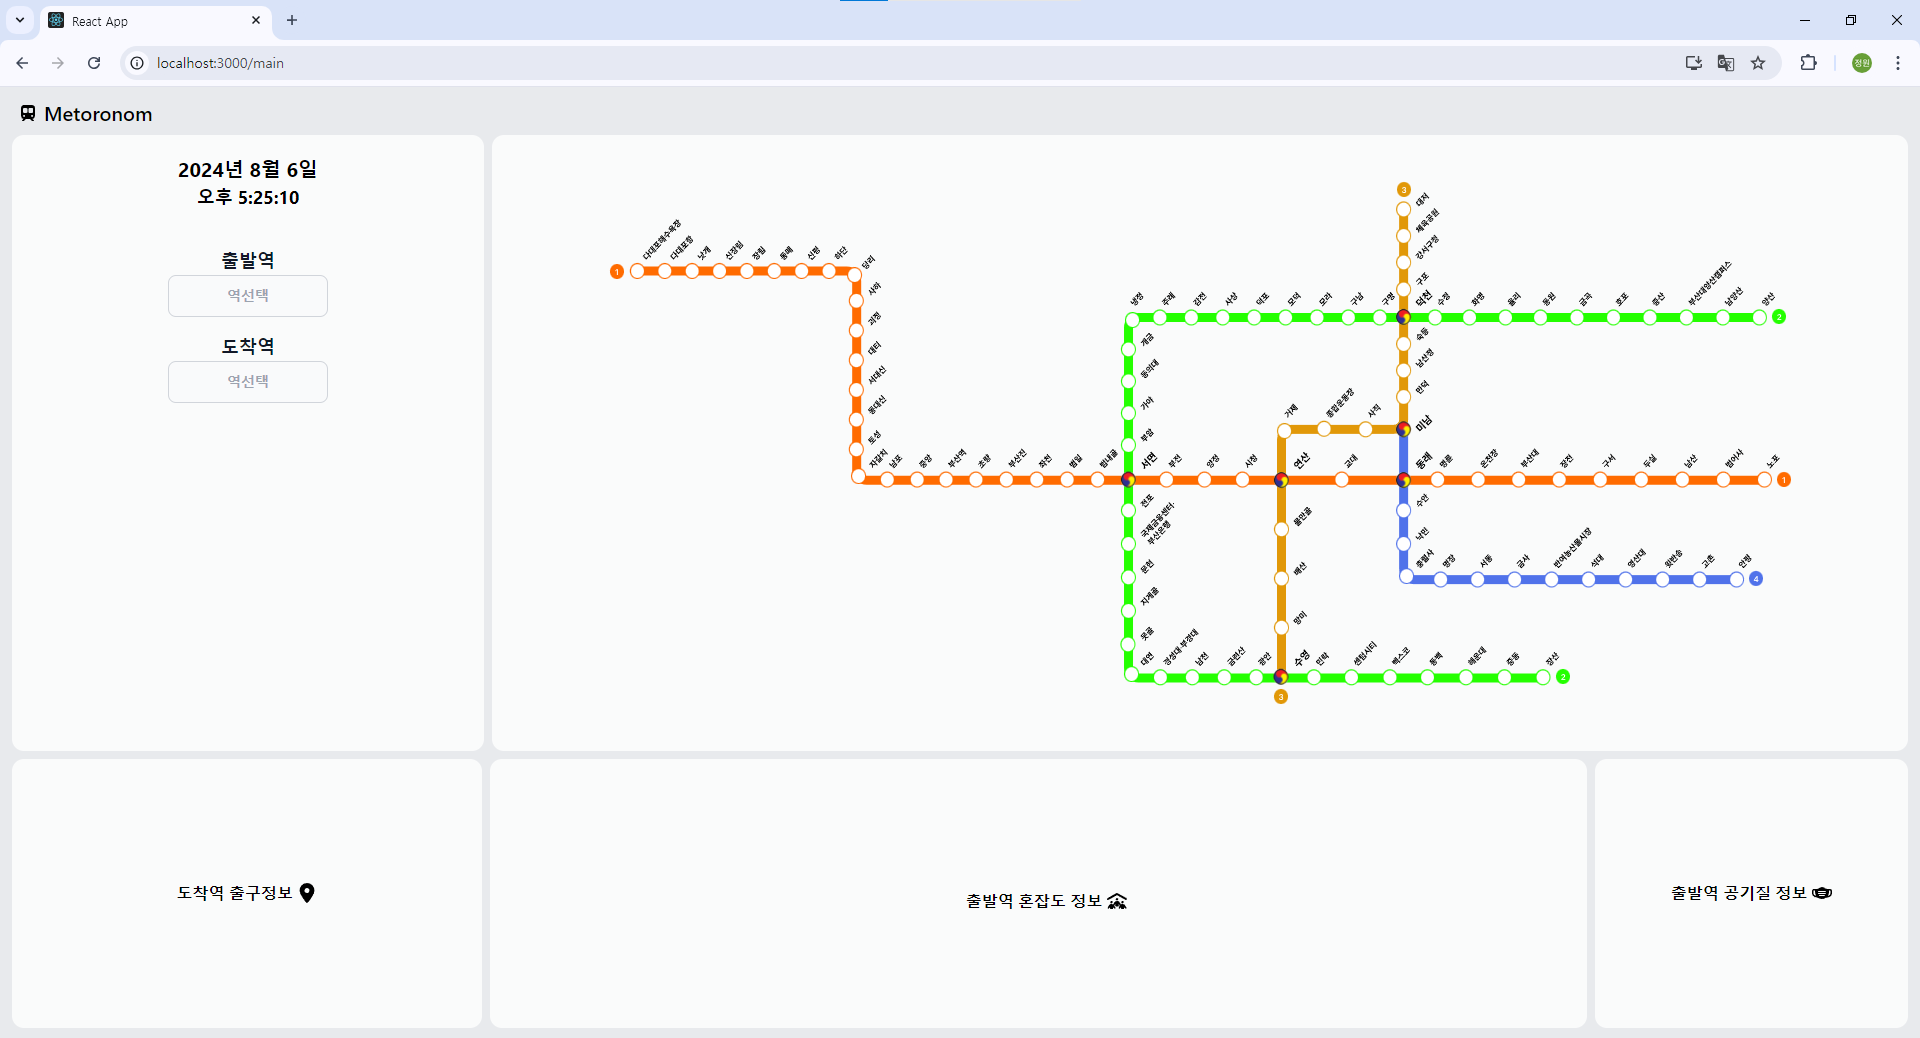 React App
localhost:3000/main
정원
Metoronom
2024년 8월 6일
오후 5:25:10
출발역
역선택
도착역
역선택
1
다대포해수욕장
다대포항
낫개
신장림
장림
동매
신평
하단
당리
사하
괴정
대티
서대신
동대신
토성
자갈치
남포
중앙
부산역
초량
부산진
좌천
범일
범내골
서면
부전
양정
시청
연산
교대
동래
명륜
온천장
부산대
장전
구서
두실
남산
범어사
노포
1
3
대저
체육공원
강서구청
구포
덕천
숙등
남산정
만덕
미남
사직
종합운동장
거제
물만골
배산
망미
수영
3
냉정
주례
감전
사상
덕포
모덕
모라
구남
구명
수정
화명
율리
동원
금곡
호포
증산
부산대양산캠퍼스
남양산
양산
2
개금
동의대
가야
부암
전포
국제금융센터·
부산은행
문현
지게골
못골
대연
경성대·부경대
남천
금련산
광안
민락
센텀시티
벡스코
동백
해운대
중동
장산
2
수안
낙민
충렬사
명장
서동
금사
반여농산물시장
석대
영산대
윗반송
고촌
안평
4
도착역 출구정보
출발역 혼잡도 정보
출발역 공기질 정보